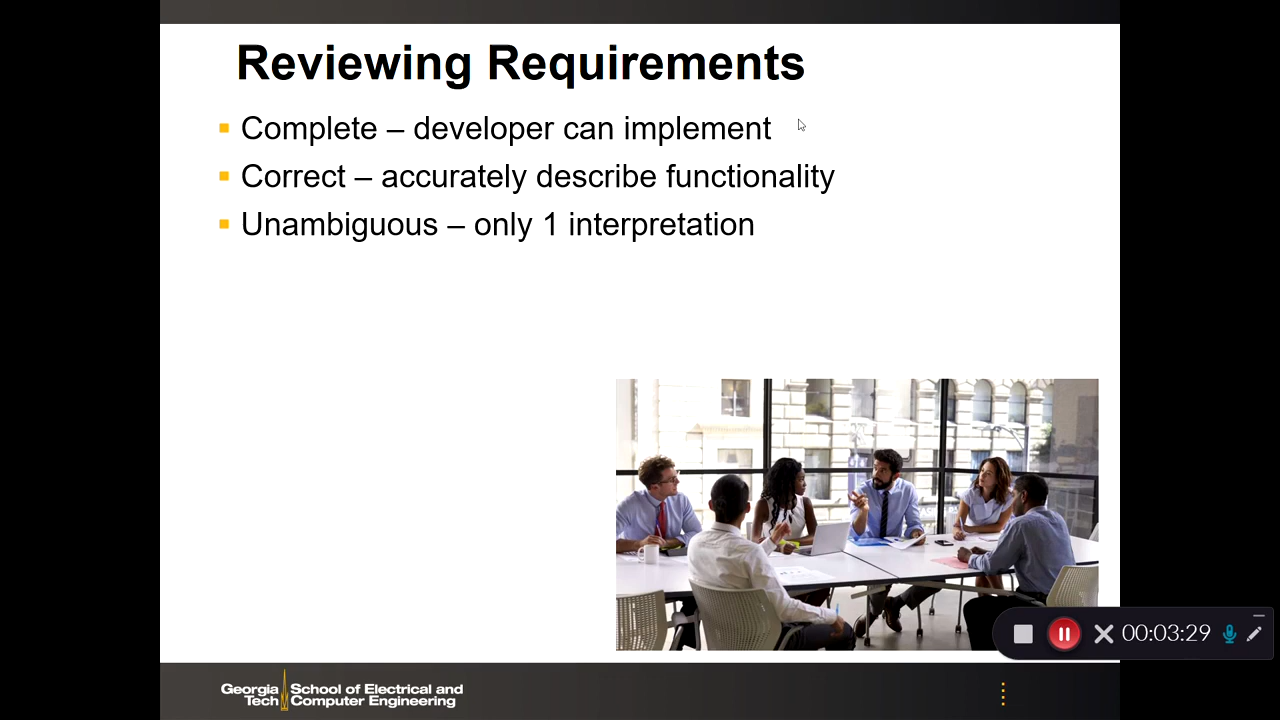 Reviewing Requirements
Complete – developer can implement
Correct – accurately describe functionality
Unambiguous – only 1 interpretation
00:03:29
Georgia Tech
School of Electrical and
Computer Engineering